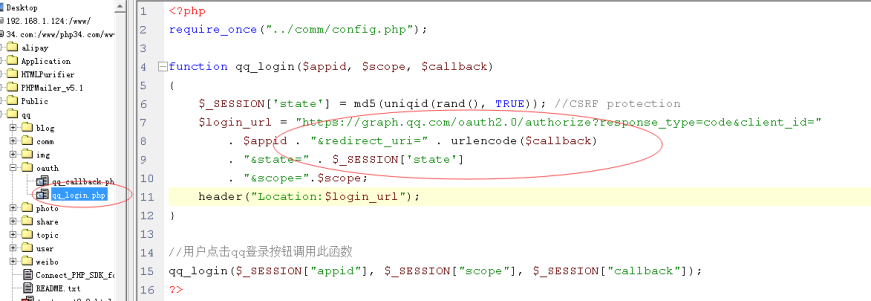 Desktop
192.168.1.124:/www/
34.com:/www/php34.com/www
alipay
Application
HTMLPurifier
PHPMailer_v5.1
Public
qq
blog
comm
img
oauth
qq_callback.ph
qq_login.php
photo
share
topic
user
weibo
Connect_PHP_SDK_fo
README.txt
1 <?php
2 require_once("../comm/config.php");
3
4 function qq_login($appid, $scope, $callback)
5 {
6 $_SESSION['state'] = md5(uniqid(rand(), TRUE)); //CSRF protection
7 $login_url = "https://graph.qq.com/oauth2.0/authorize?response_type=code&client_id="
8 . $appid . "&redirect_uri=" . urlencode($callback)
9 . "&state=" . $_SESSION['state']
10 . "&scope=".$scope;
11 header("Location:$login_url");
12 }
13
14 //用户点击qq登录按钮调用此函数
15 qq_login($_SESSION["appid"], $_SESSION["scope"], $_SESSION["callback"]);
16 ?>